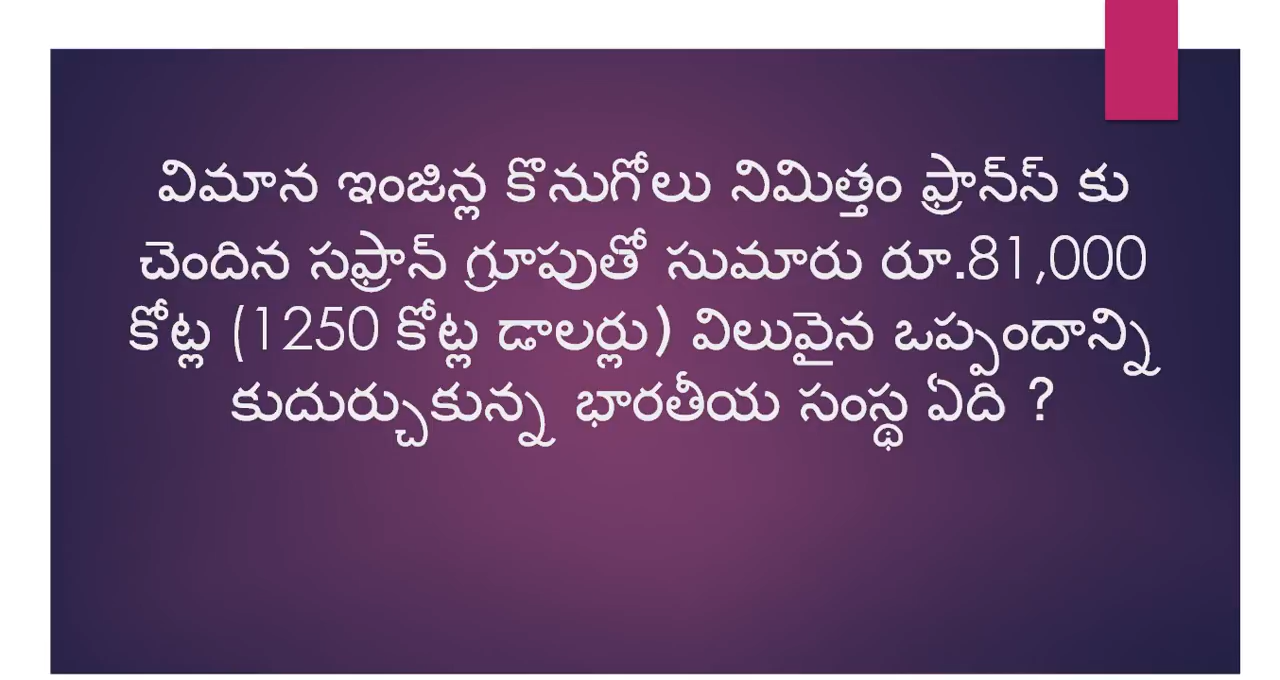 విమాన ఇంజిన్ల కొనుగోలు నిమిత్తం ఫ్రాన్స్ కు
చెందిన సఫ్రాన్ గ్రూపుతో సుమారు రూ.81,000
కోట్ల (1250 కోట్ల డాలర్లు) విలువైన ఒప్పందాన్ని
కుదుర్చుకున్న భారతీయ సంస్థ ఏది ?